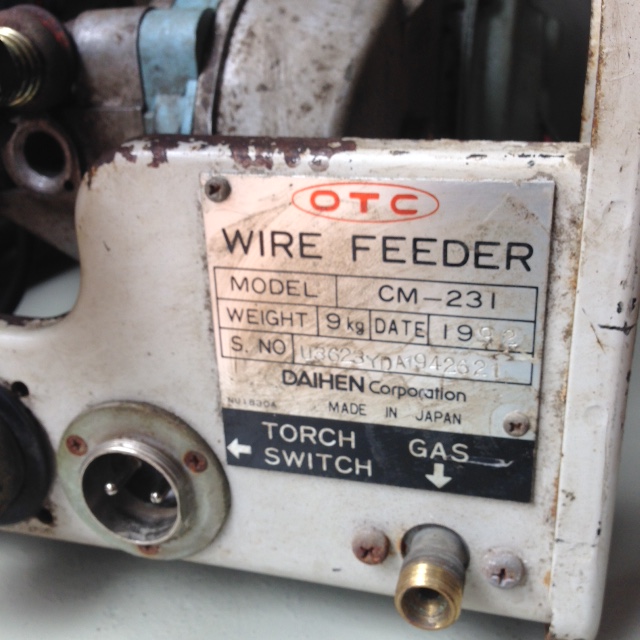 OTC
WIRE FEEDER
MODEL CM-231
WEIGHT 9kg DATE 1992
S. NO
DAIHEN Corporation
MADE IN JAPAN
TORCH
SWITCH
GAS